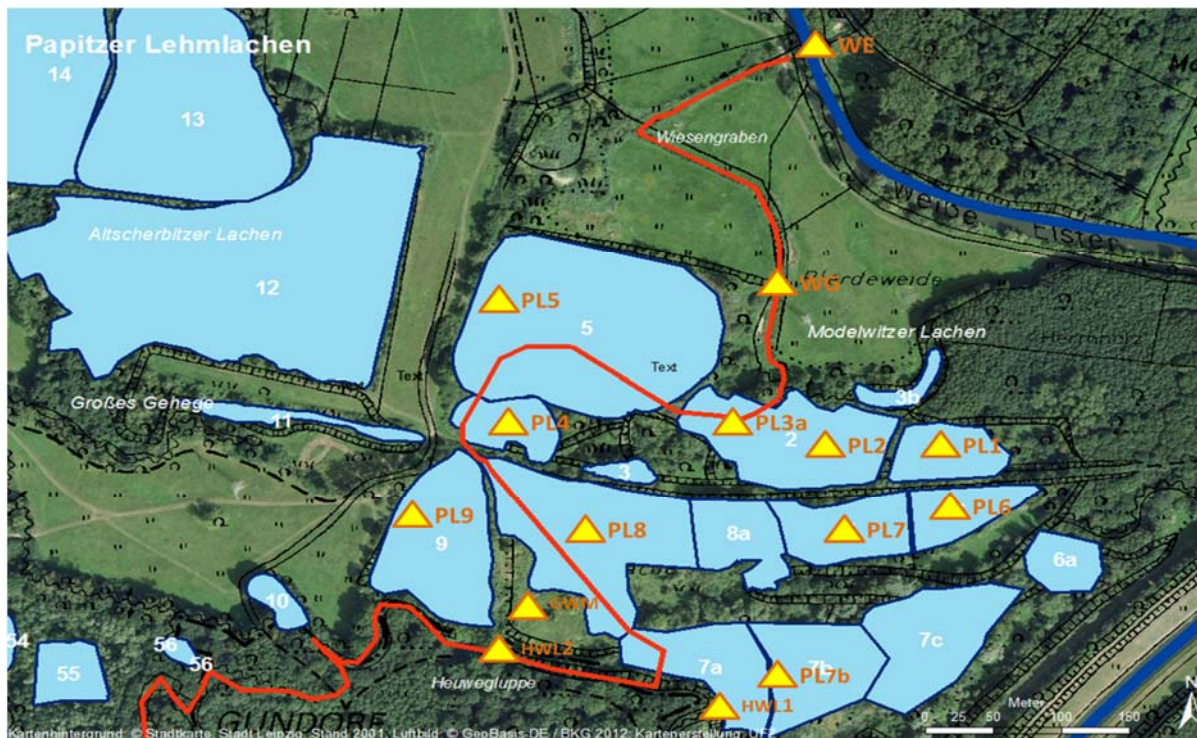 Papitzer Lehmlachen
WE
14
13
Wiesengraben
Weiße Elster
Altscherbitzer Lachen
12
WG
Pferdeweide
PL5
5
Modelwitzer Lachen
Herrnholz
Text
Text
3b
Großes Gehege
11
PL4
PL3a
2
PL2
PL1
3
PL9
9
PL8
8a
PL7
PL6
6a
10
GWM
7c
54
55
56
56
HWL2
7a
7b
PL7b
Heuwegluppe
HWL1
GUNDORF
N
Meter
0 25 50 100 150
Kartenhintergrund: © Stadtkarte, Stadt Leipzig, Stand 2001, Luftbild: © GeoBasis-DE / BKG 2012, Kartenerstellung, UFZ